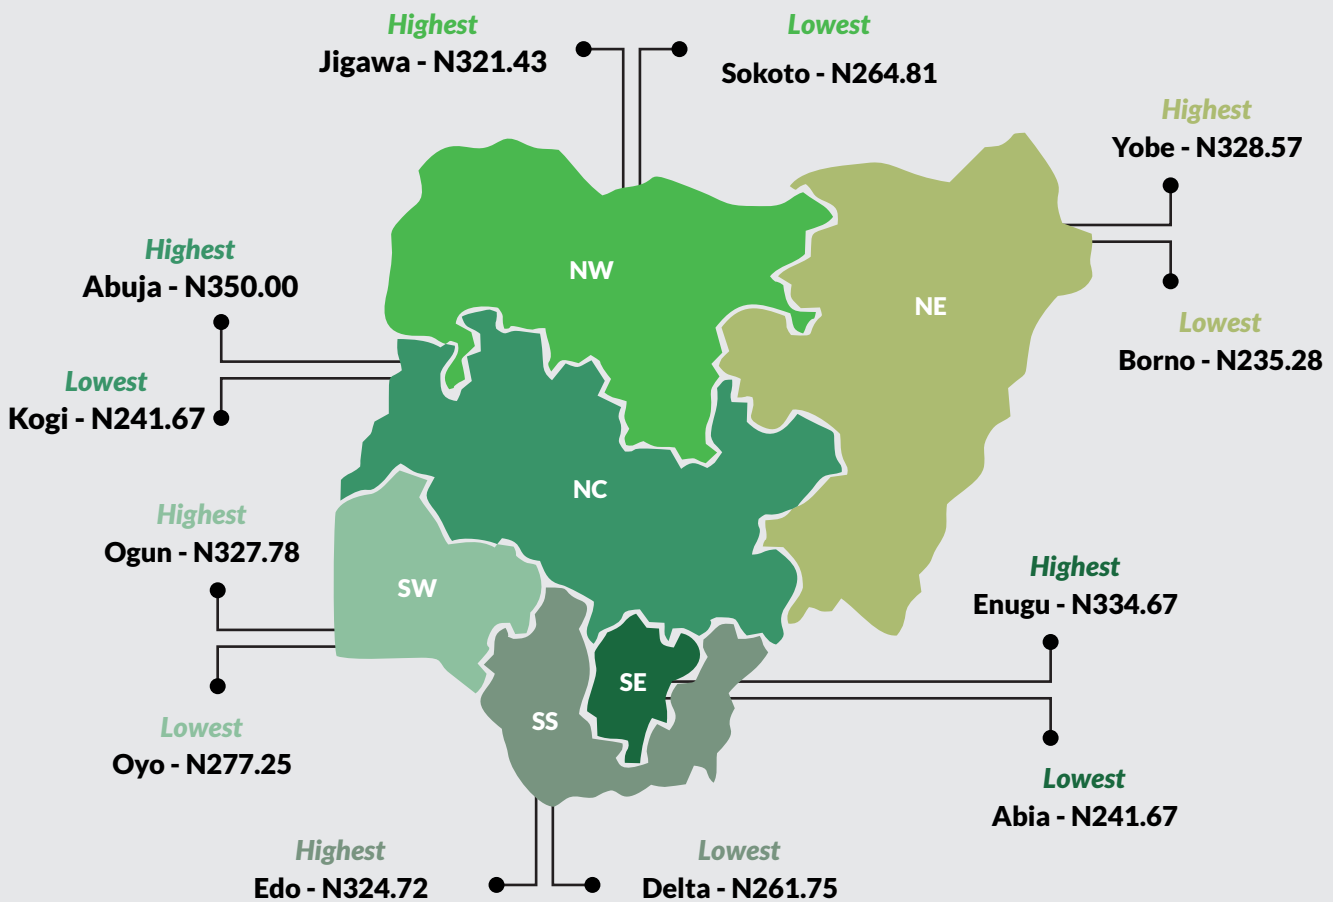 Highest
Jigawa - N321.43
Lowest
Sokoto - N264.81
Highest
Yobe - N328.57
Lowest
Borno - N235.28
Highest
Abuja - N350.00
Lowest
Kogi - N241.67
NW
NE
NC
Highest
Ogun - N327.78
Lowest
Oyo - N277.25
SW
SS
SE
Highest
Enugu - N334.67
Lowest
Abia - N241.67
Highest
Edo - N324.72
Lowest
Delta - N261.75